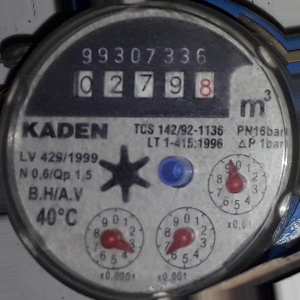 99307336
02798
m³
KADEN TCS 142/92-1136 PN16bar
LV 429/1999 LT 1-415:1996 ΔP 1bar
N 0,6/Qp 1,5
B.H/A.V
40°C
x0.01
x0.0001 x0.001